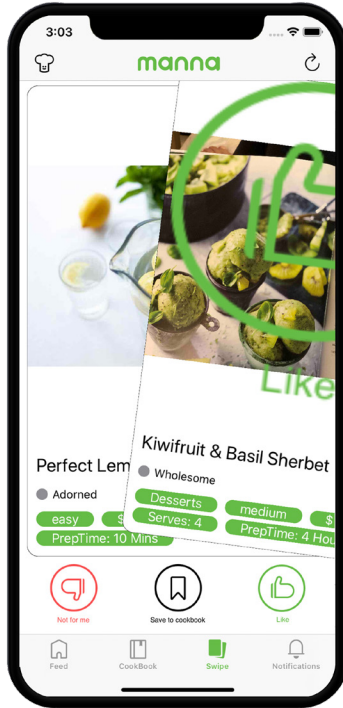 3:03
manna
Like
Perfect Lem
Adorned
easy
$
PrepTime: 10 Mins
Kiwifruit & Basil Sherbet
Wholesome
Desserts
medium
$
Serves: 4
PrepTime: 4 Hou
Not for me
Save to cookbook
Like
Feed
CookBook
Swipe
Notifications